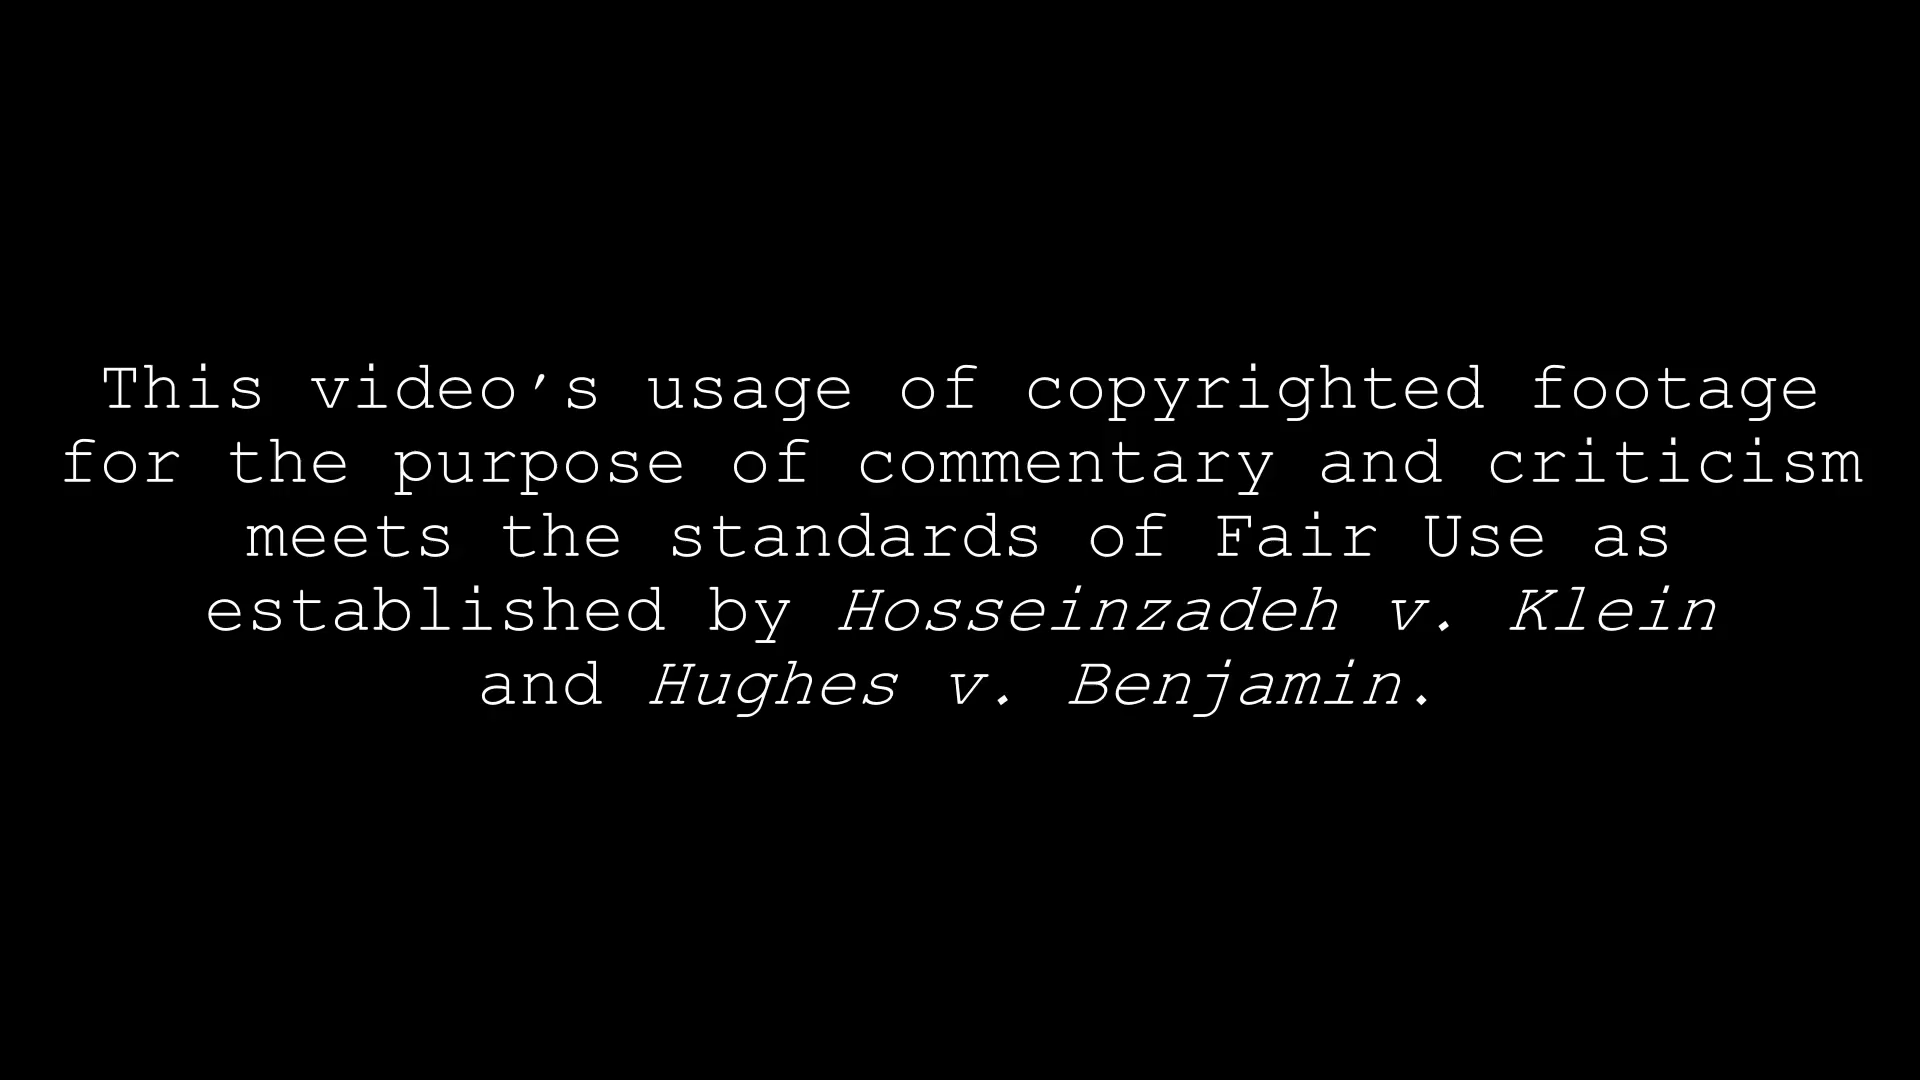 This video’s usage of copyrighted footage
for the purpose of commentary and criticism
meets the standards of Fair Use as
established by Hosseinzadeh v. Klein
and Hughes v. Benjamin.